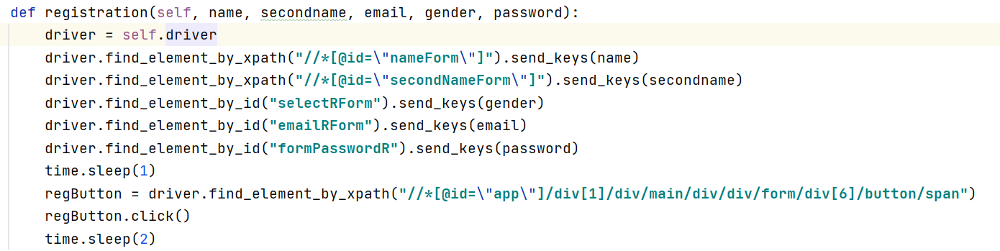 def registration(self, name, secondname, email, gender, password):
    driver = self.driver
    driver.find_element_by_xpath("//*[@id=\"nameForm\"]").send_keys(name)
    driver.find_element_by_xpath("//*[@id=\"secondNameForm\"]").send_keys(secondname)
    driver.find_element_by_id("selectRForm").send_keys(gender)
    driver.find_element_by_id("emailRForm").send_keys(email)
    driver.find_element_by_id("formPasswordR").send_keys(password)
    time.sleep(1)
    regButton = driver.find_element_by_xpath("//*[@id=\"app\"]/div[1]/div/main/div/div/form/div[6]/button/span")
    regButton.click()
    time.sleep(2)